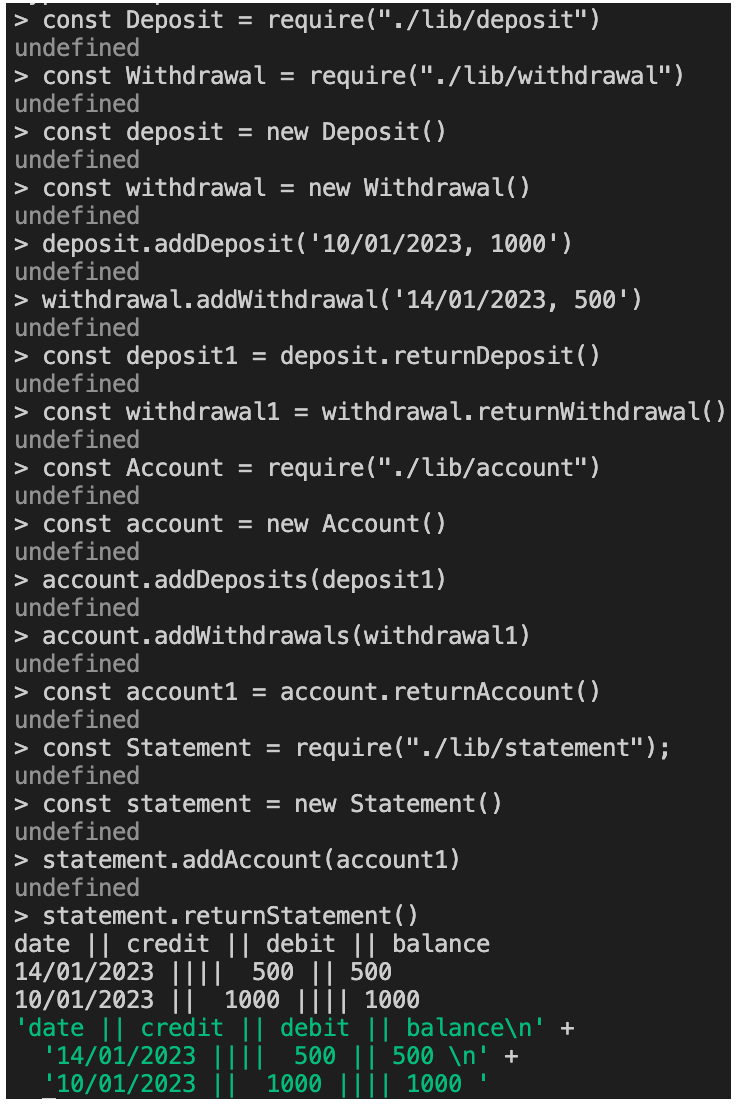 > const Deposit = require("./lib/deposit")
undefined
> const Withdrawal = require("./lib/withdrawal")
undefined
> const deposit = new Deposit()
undefined
> const withdrawal = new Withdrawal()
undefined
> deposit.addDeposit('10/01/2023, 1000')
undefined
> withdrawal.addWithdrawal('14/01/2023, 500')
undefined
> const deposit1 = deposit.returnDeposit()
undefined
> const withdrawal1 = withdrawal.returnWithdrawal()
undefined
> const Account = require("./lib/account")
undefined
> const account = new Account()
undefined
> account.addDeposits(deposit1)
undefined
> account.addWithdrawals(withdrawal1)
undefined
> const account1 = account.returnAccount()
undefined
> const Statement = require("./lib/statement");
undefined
> const statement = new Statement()
undefined
> statement.addAccount(account1)
undefined
> statement.returnStatement()
date || credit || debit || balance
14/01/2023 ||||  500 || 500
10/01/2023 ||  1000 |||| 1000
'date || credit || debit || balance\n' +
  '14/01/2023 ||||  500 || 500 \n' +
  '10/01/2023 ||  1000 |||| 1000 '